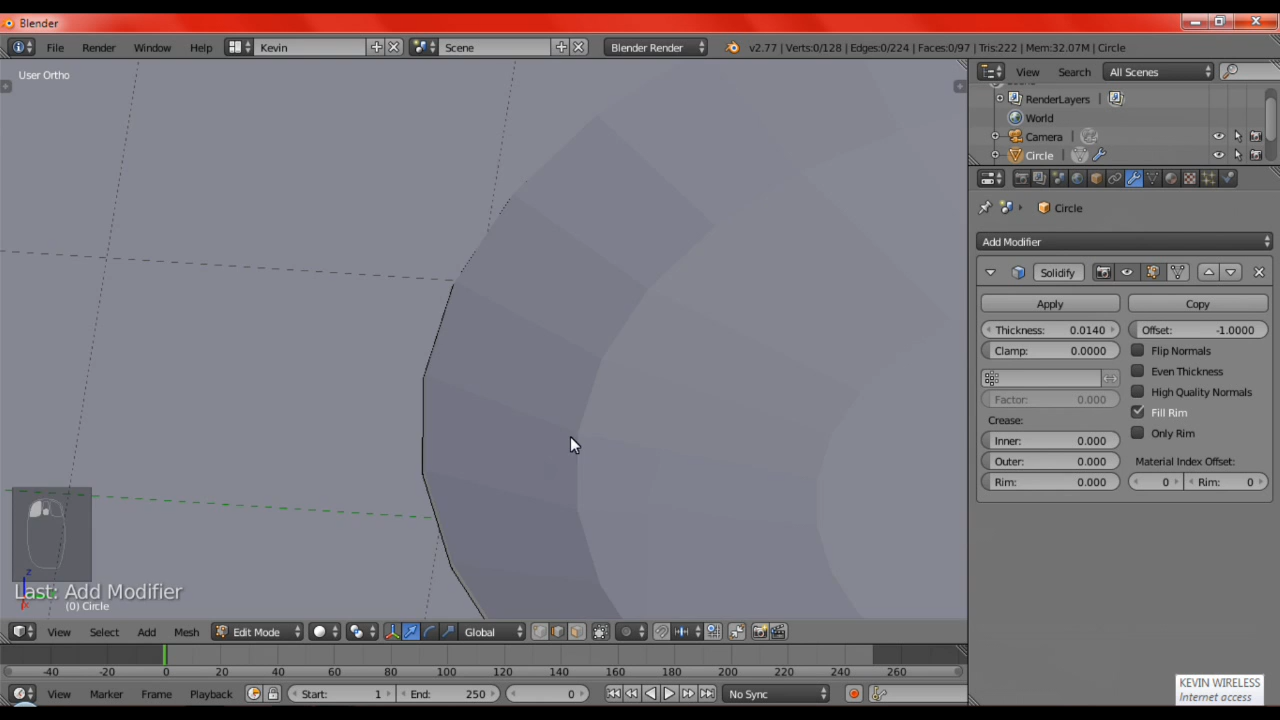 Blender
File Render Window Help Kevin Scene Blender Render v2.77 | Verts:0/128 | Edges:0/224 | Faces:0/97 | Tris:222 | Mem:32.07M | Circle
User Ortho
View Search All Scenes
RenderLayers
World
Camera
Circle
Circle
Add Modifier
Solidify
Apply Copy
Thickness: 0.0140 Offset: -1.0000
Clamp: 0.0000 Flip Normals
Even Thickness
Factor: 0.000 High Quality Normals
Crease: Fill Rim
Inner: 0.000 Only Rim
Outer: 0.000 Material Index Offset:
Rim: 0.000 0 Rim: 0
z
x
Last: Add Modifier
(0) Circle
View Select Add Mesh Edit Mode Global
-40 -20 0 20 40 60 80 100 120 140 160 180 200 220 240 260
View Marker Frame Playback Start: 1 End: 250 0 No Sync
KEVIN WIRELESS
Internet access